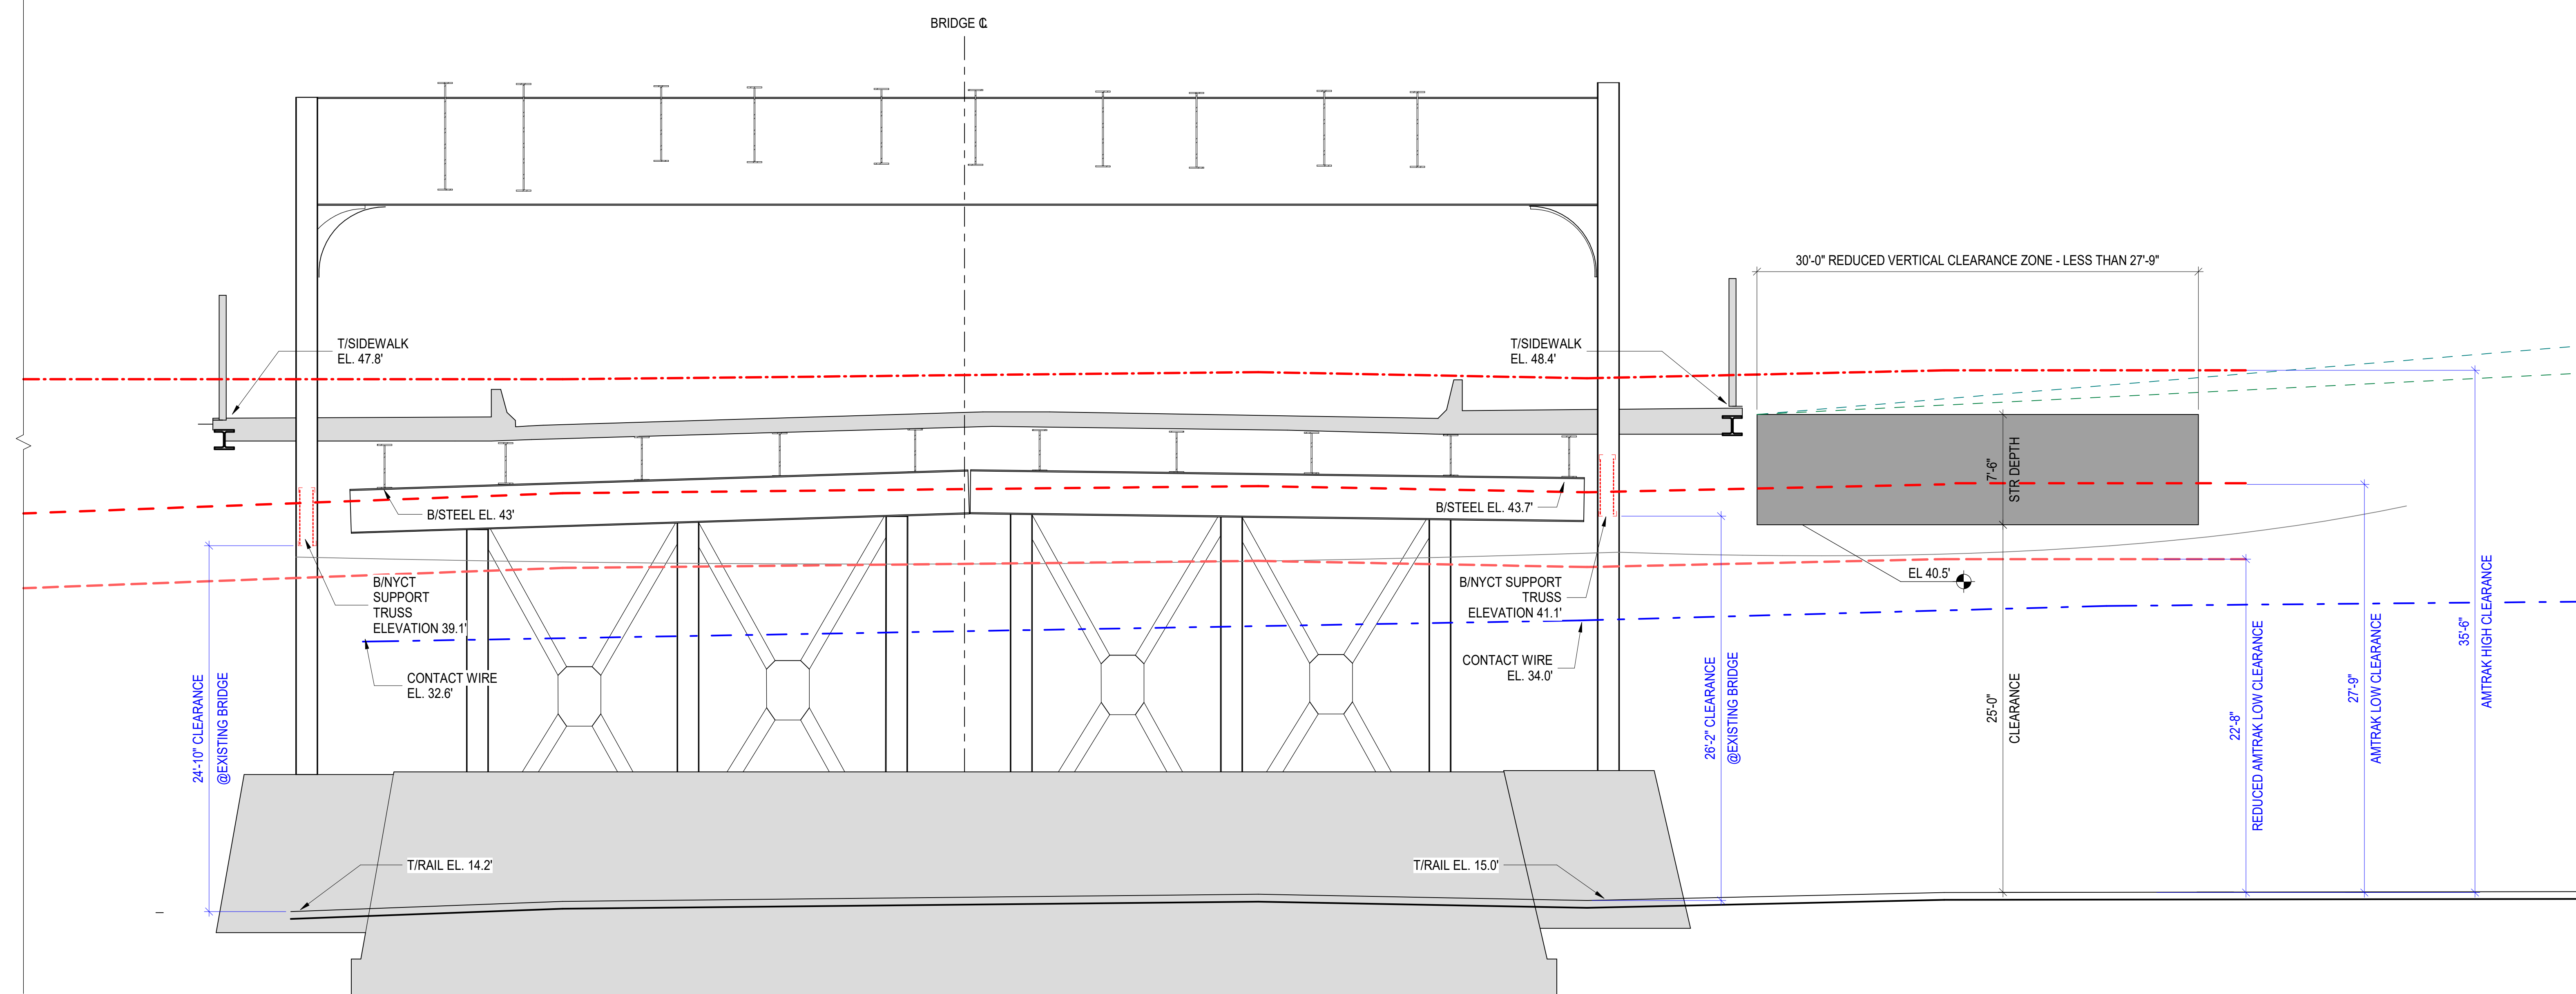 BRIDGE ℄
30'-0" REDUCED VERTICAL CLEARANCE ZONE - LESS THAN 27'-9"
T/SIDEWALK
EL. 47.8'
T/SIDEWALK
EL. 48.4'
B/STEEL EL. 43'
B/STEEL EL. 43.7'
7'-6"
STR DEPTH
B/NYCT
SUPPORT
TRUSS
ELEVATION 39.1'
B/NYCT SUPPORT
TRUSS
ELEVATION 41.1'
EL 40.5'
CONTACT WIRE
EL. 32.6'
CONTACT WIRE
EL. 34.0'
24'-10" CLEARANCE
@EXISTING BRIDGE
26'-2" CLEARANCE
@EXISTING BRIDGE
25'-0"
CLEARANCE
22'-8"
REDUCED AMTRAK LOW CLEARANCE
27'-9"
AMTRAK LOW CLEARANCE
35'-6"
AMTRAK HIGH CLEARANCE
T/RAIL EL. 14.2'
T/RAIL EL. 15.0'